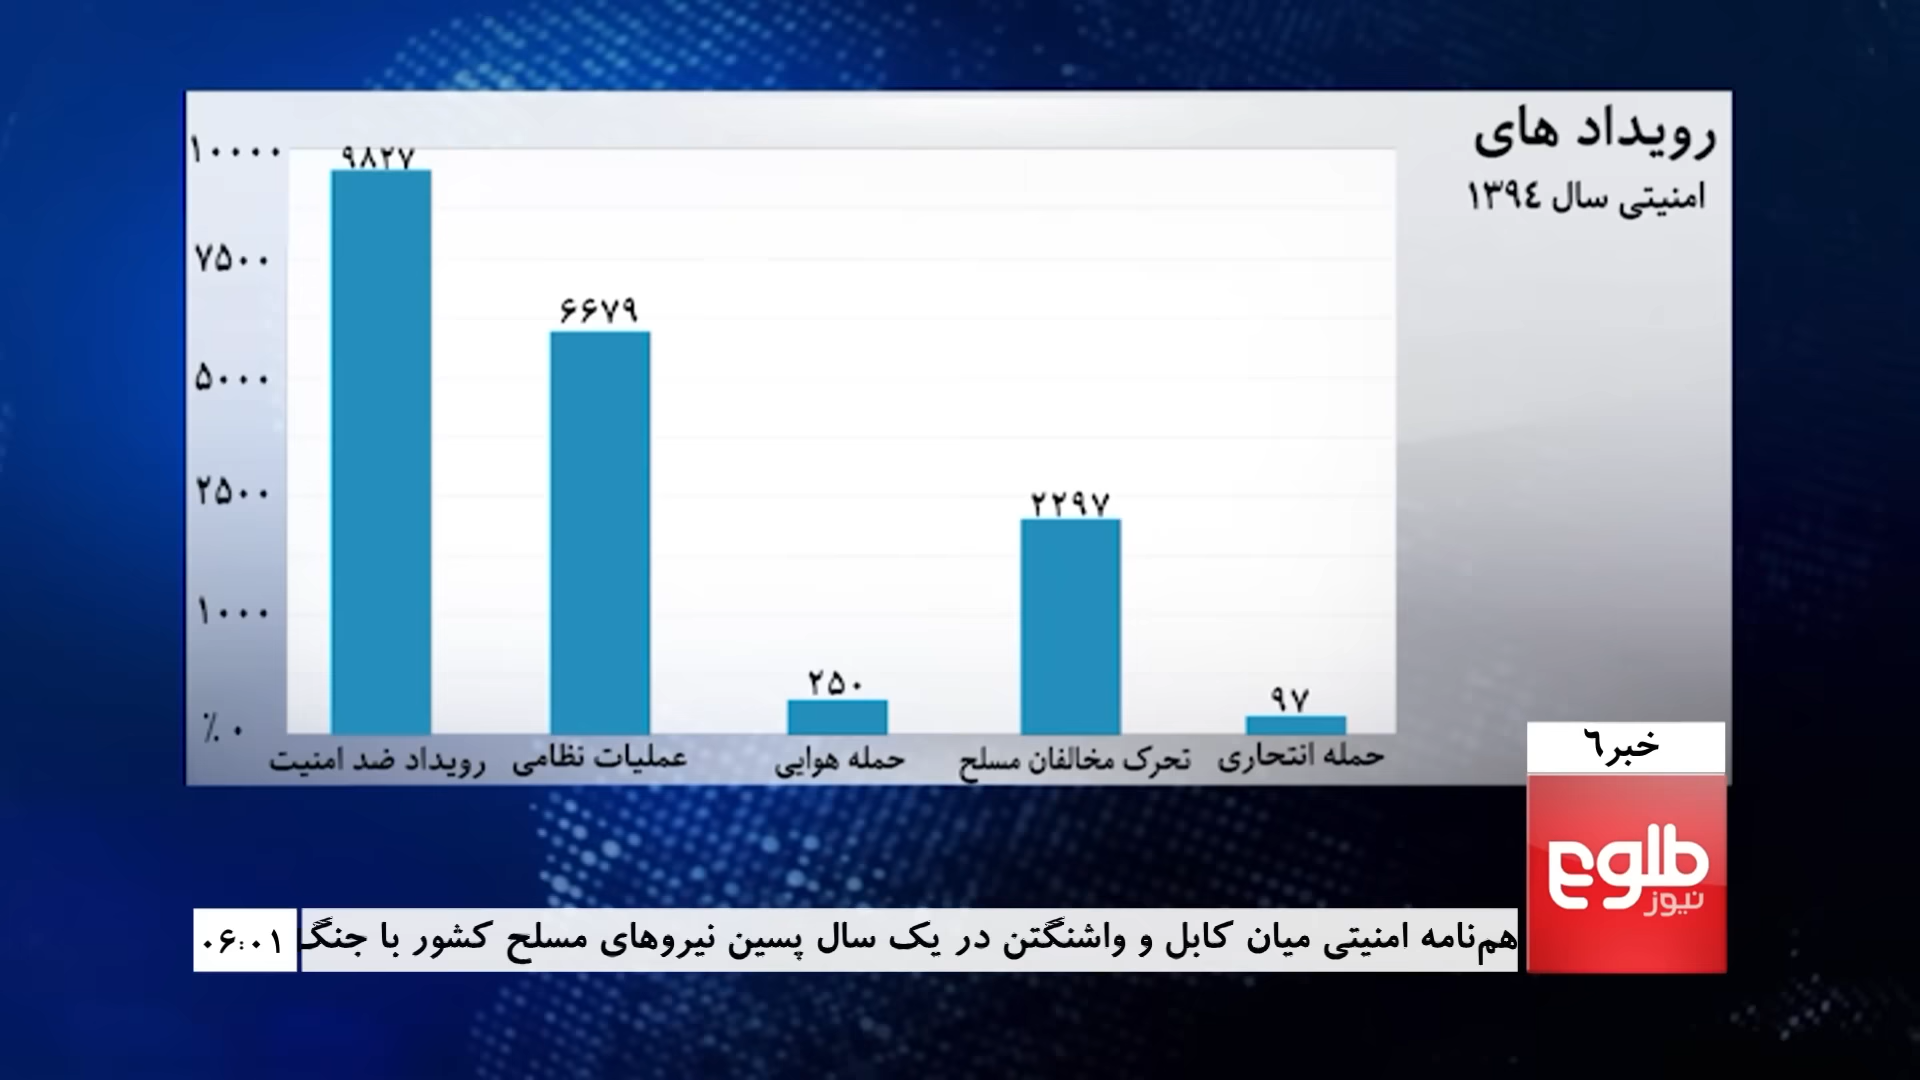 رویداد های
امنیتی سال ۱۳۹٤
۱۰۰۰۰
۷۵۰۰
۵۰۰۰
۲۵۰۰
۱۰۰۰
٪ ۰
۹۸۲۷
۶۶۷۹
۲۵۰
۲۲۹۷
۹۷
رویداد ضد امنیت
عملیات نظامی
حمله هوایی
تحرک مخالفان مسلح
حمله انتحاری
خبر٦
طلوع
نیوز
هم‌نامه امنیتی میان کابل و واشنگتن در یک سال پسین نیروهای مسلح کشور با جنگ
۰۶:۰۱